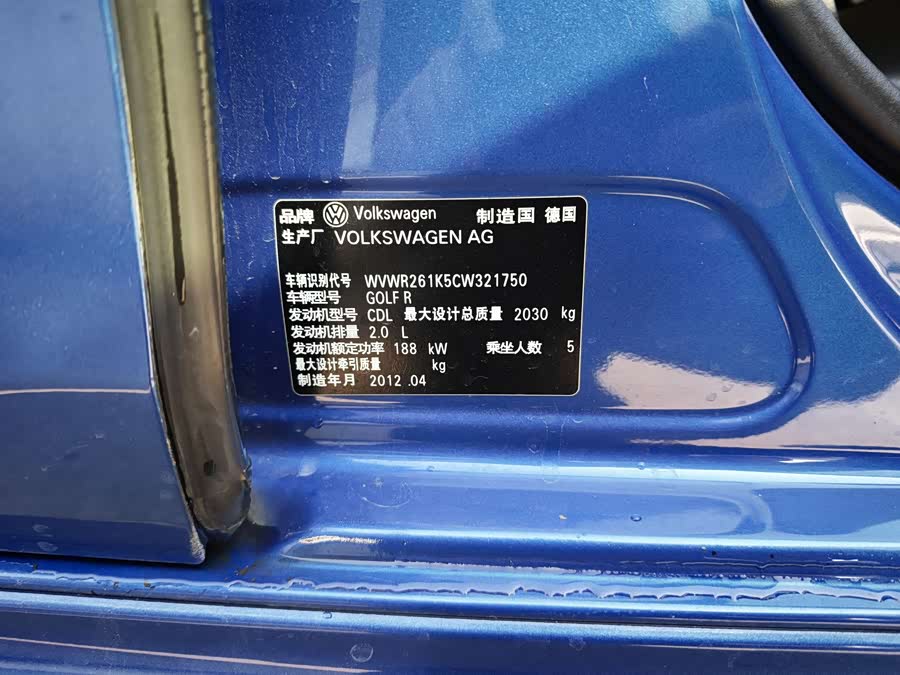 品牌 Volkswagen 制造国 德国
生产厂 VOLKSWAGEN AG
车辆识别代号 WVWR261K5CW321750
车辆型号 GOLF R
发动机型号 CDL 最大设计总质量 2030 kg
发动机排量 2.0 L
发动机额定功率 188 kW 乘坐人数 5
最大设计牵引质量 kg
制造年月 2012 .04